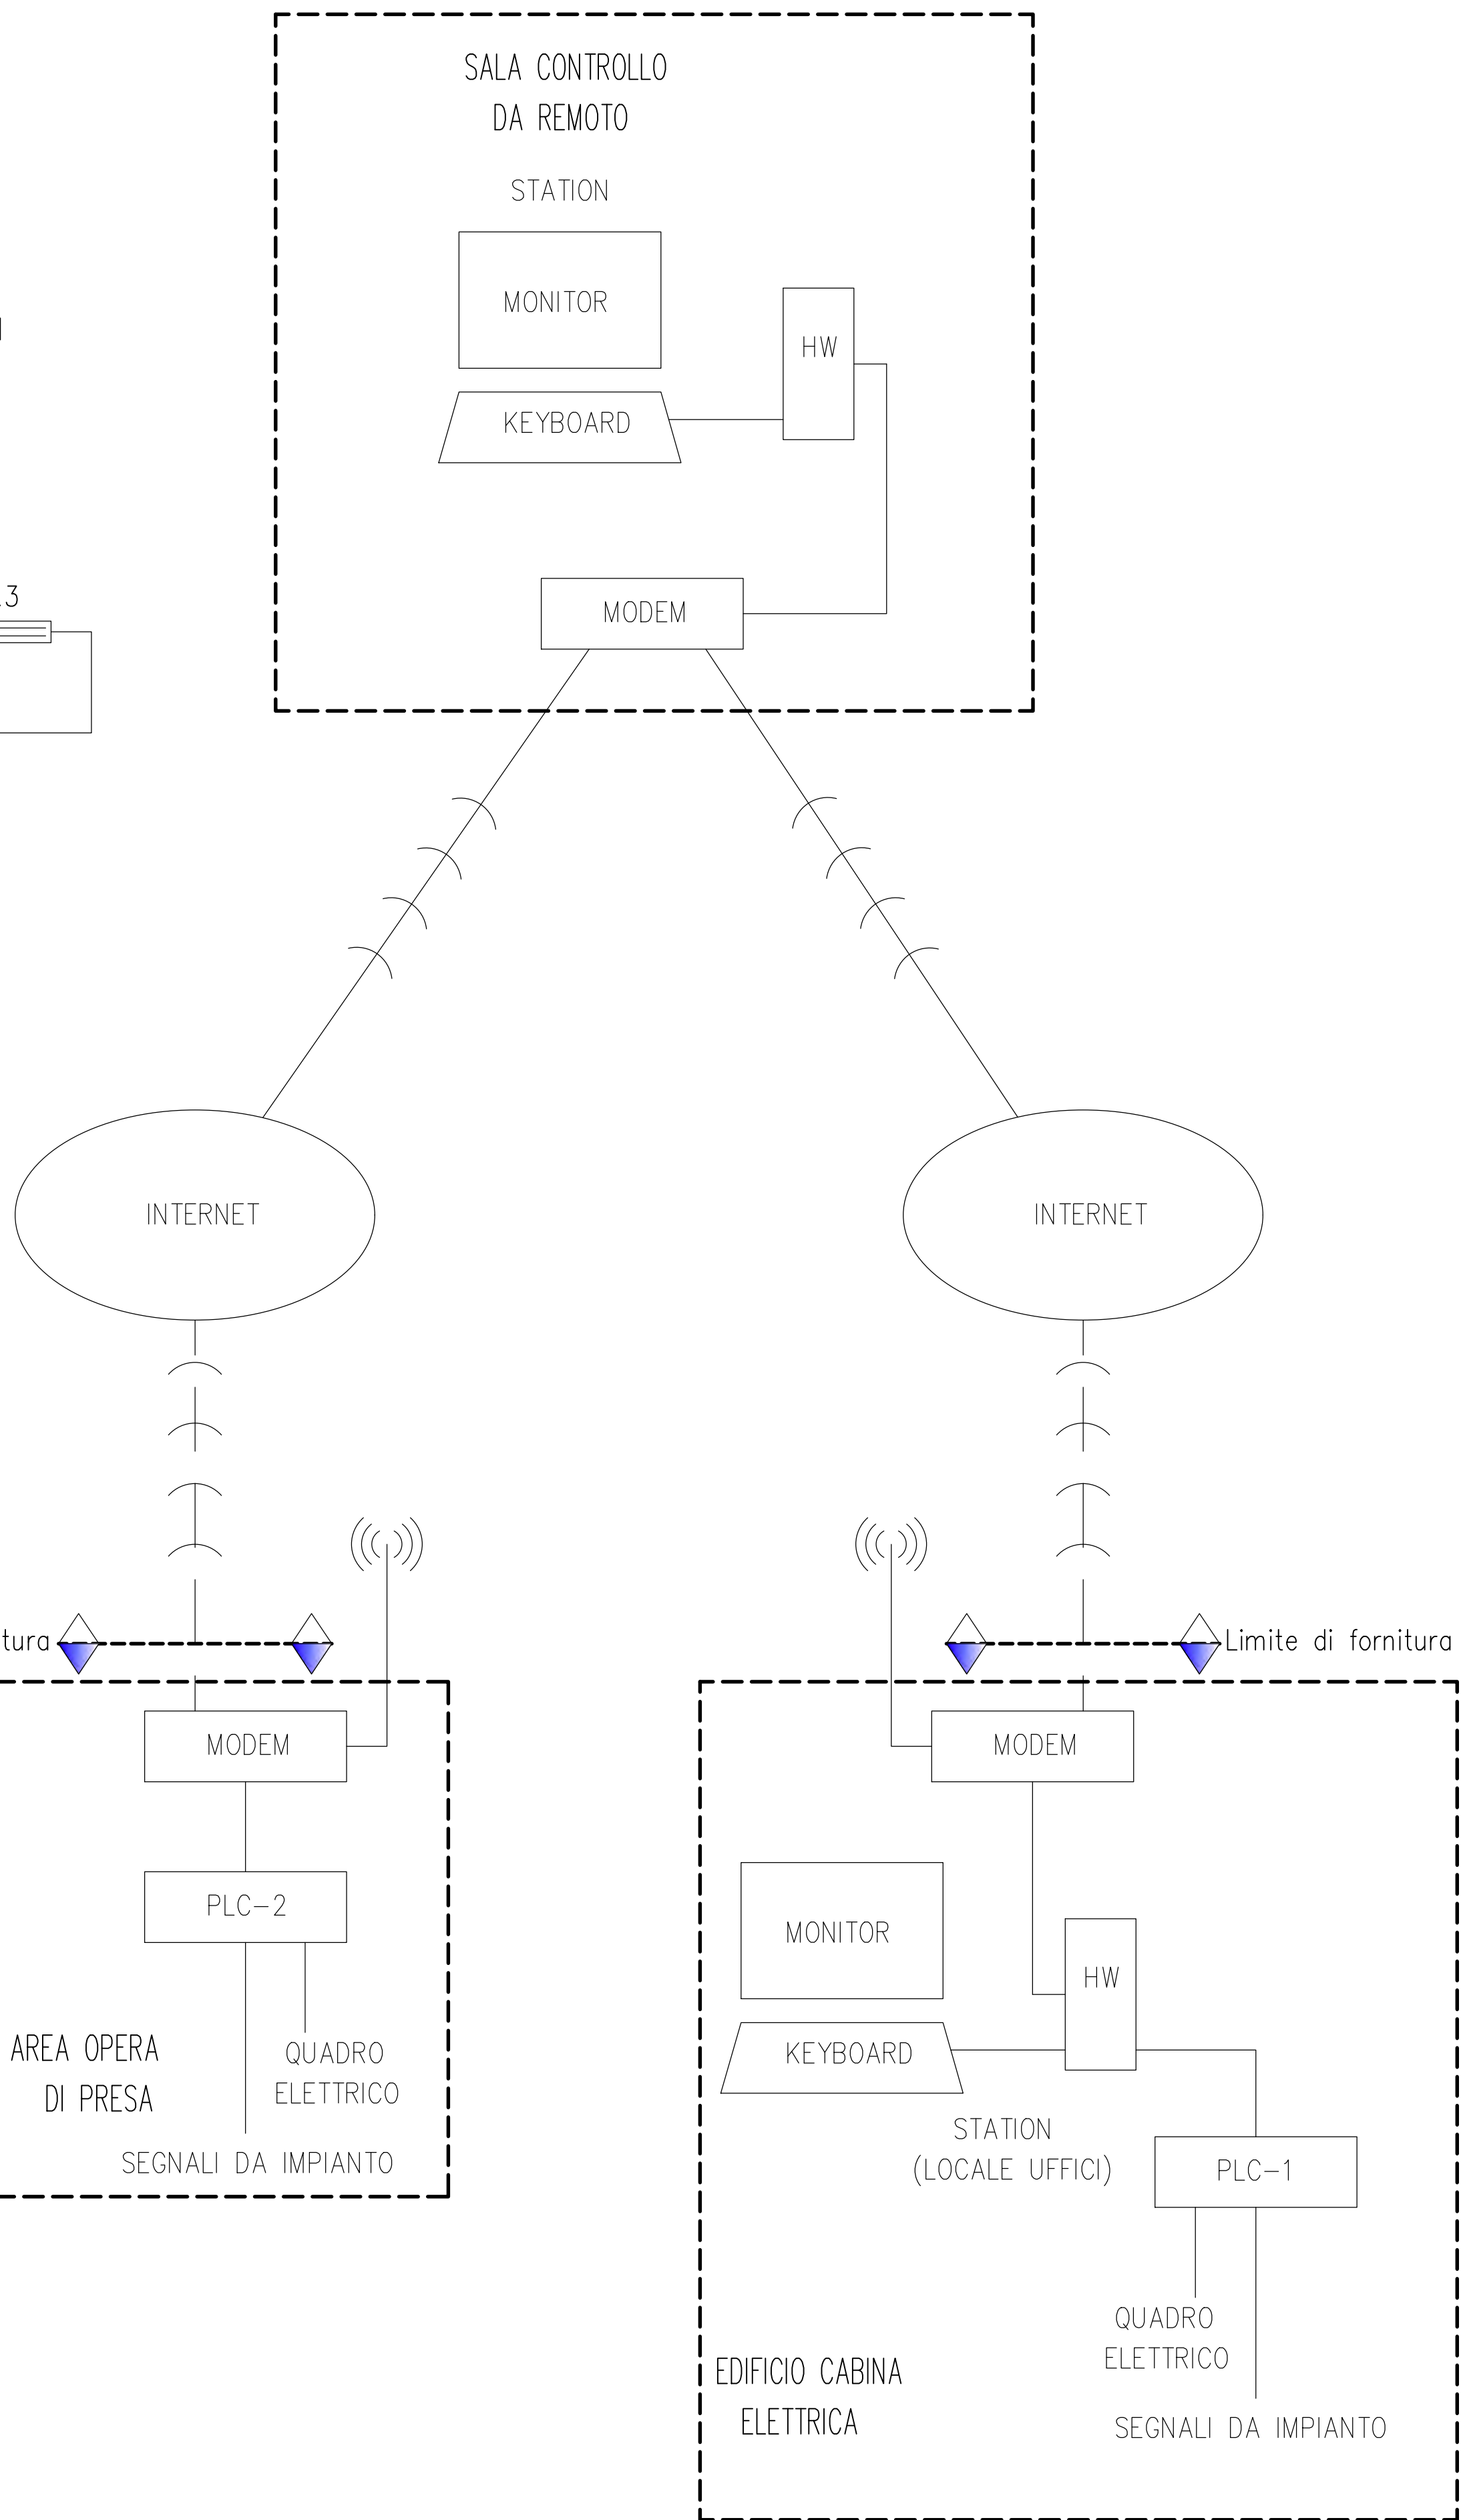 SALA CONTROLLO
DA REMOTO
STATION
MONITOR
HW
KEYBOARD
3
MODEM
INTERNET
INTERNET
tura
Limite di fornitura
MODEM
MODEM
PLC-2
MONITOR
HW
AREA OPERA
DI PRESA
QUADRO
ELETTRICO
KEYBOARD
SEGNALI DA IMPIANTO
STATION
(LOCALE UFFICI)
PLC-1
QUADRO
ELETTRICO
EDIFICIO CABINA
ELETTRICA
SEGNALI DA IMPIANTO